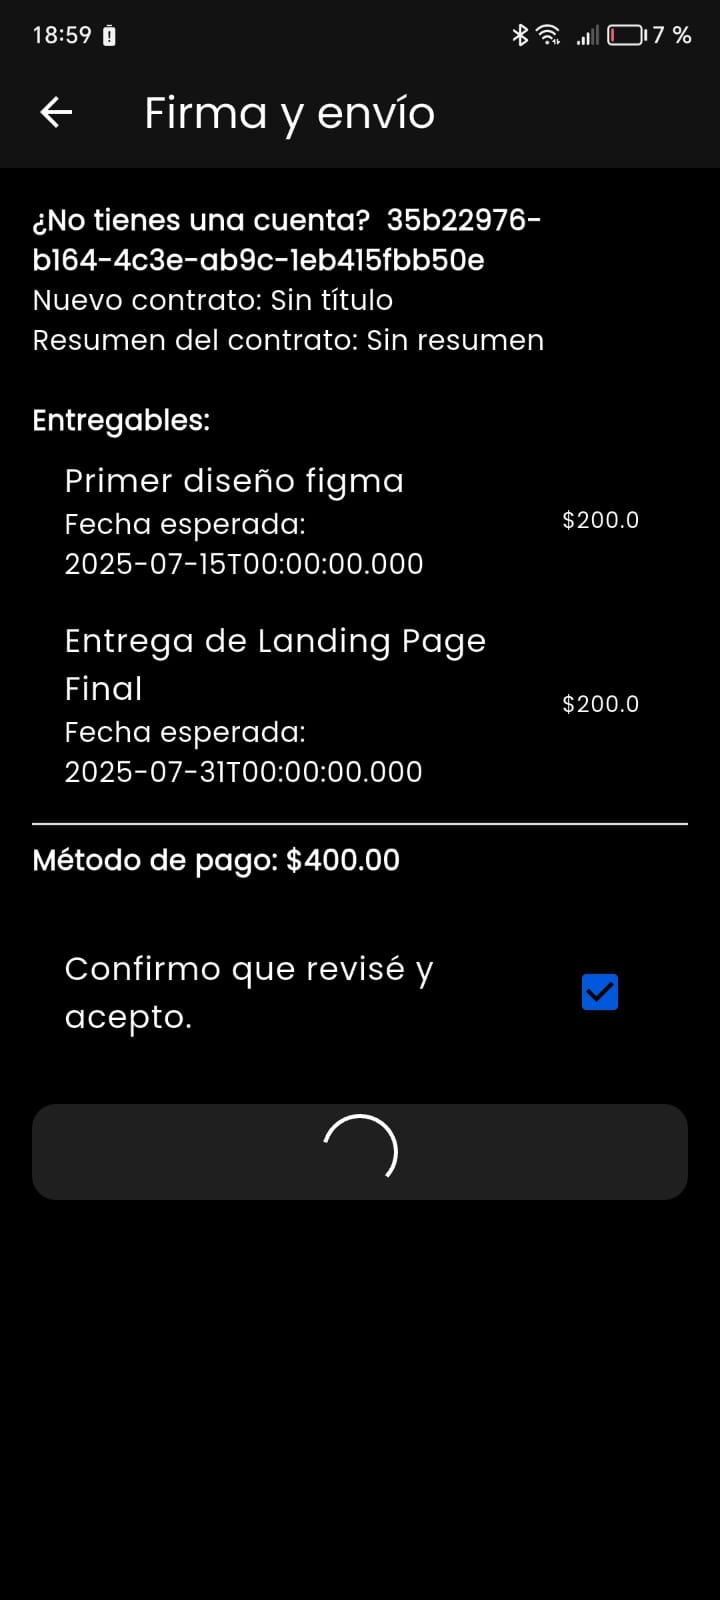 18:59
7 %
Firma y envío
¿No tienes una cuenta?  35b22976-
b164-4c3e-ab9c-1eb415fbb50e
Nuevo contrato: Sin título
Resumen del contrato: Sin resumen
Entregables:
Primer diseño figma
Fecha esperada:
2025-07-15T00:00:00.000
$200.0
Entrega de Landing Page
Final
Fecha esperada:
2025-07-31T00:00:00.000
$200.0
Método de pago: $400.00
Confirmo que revisé y
acepto.